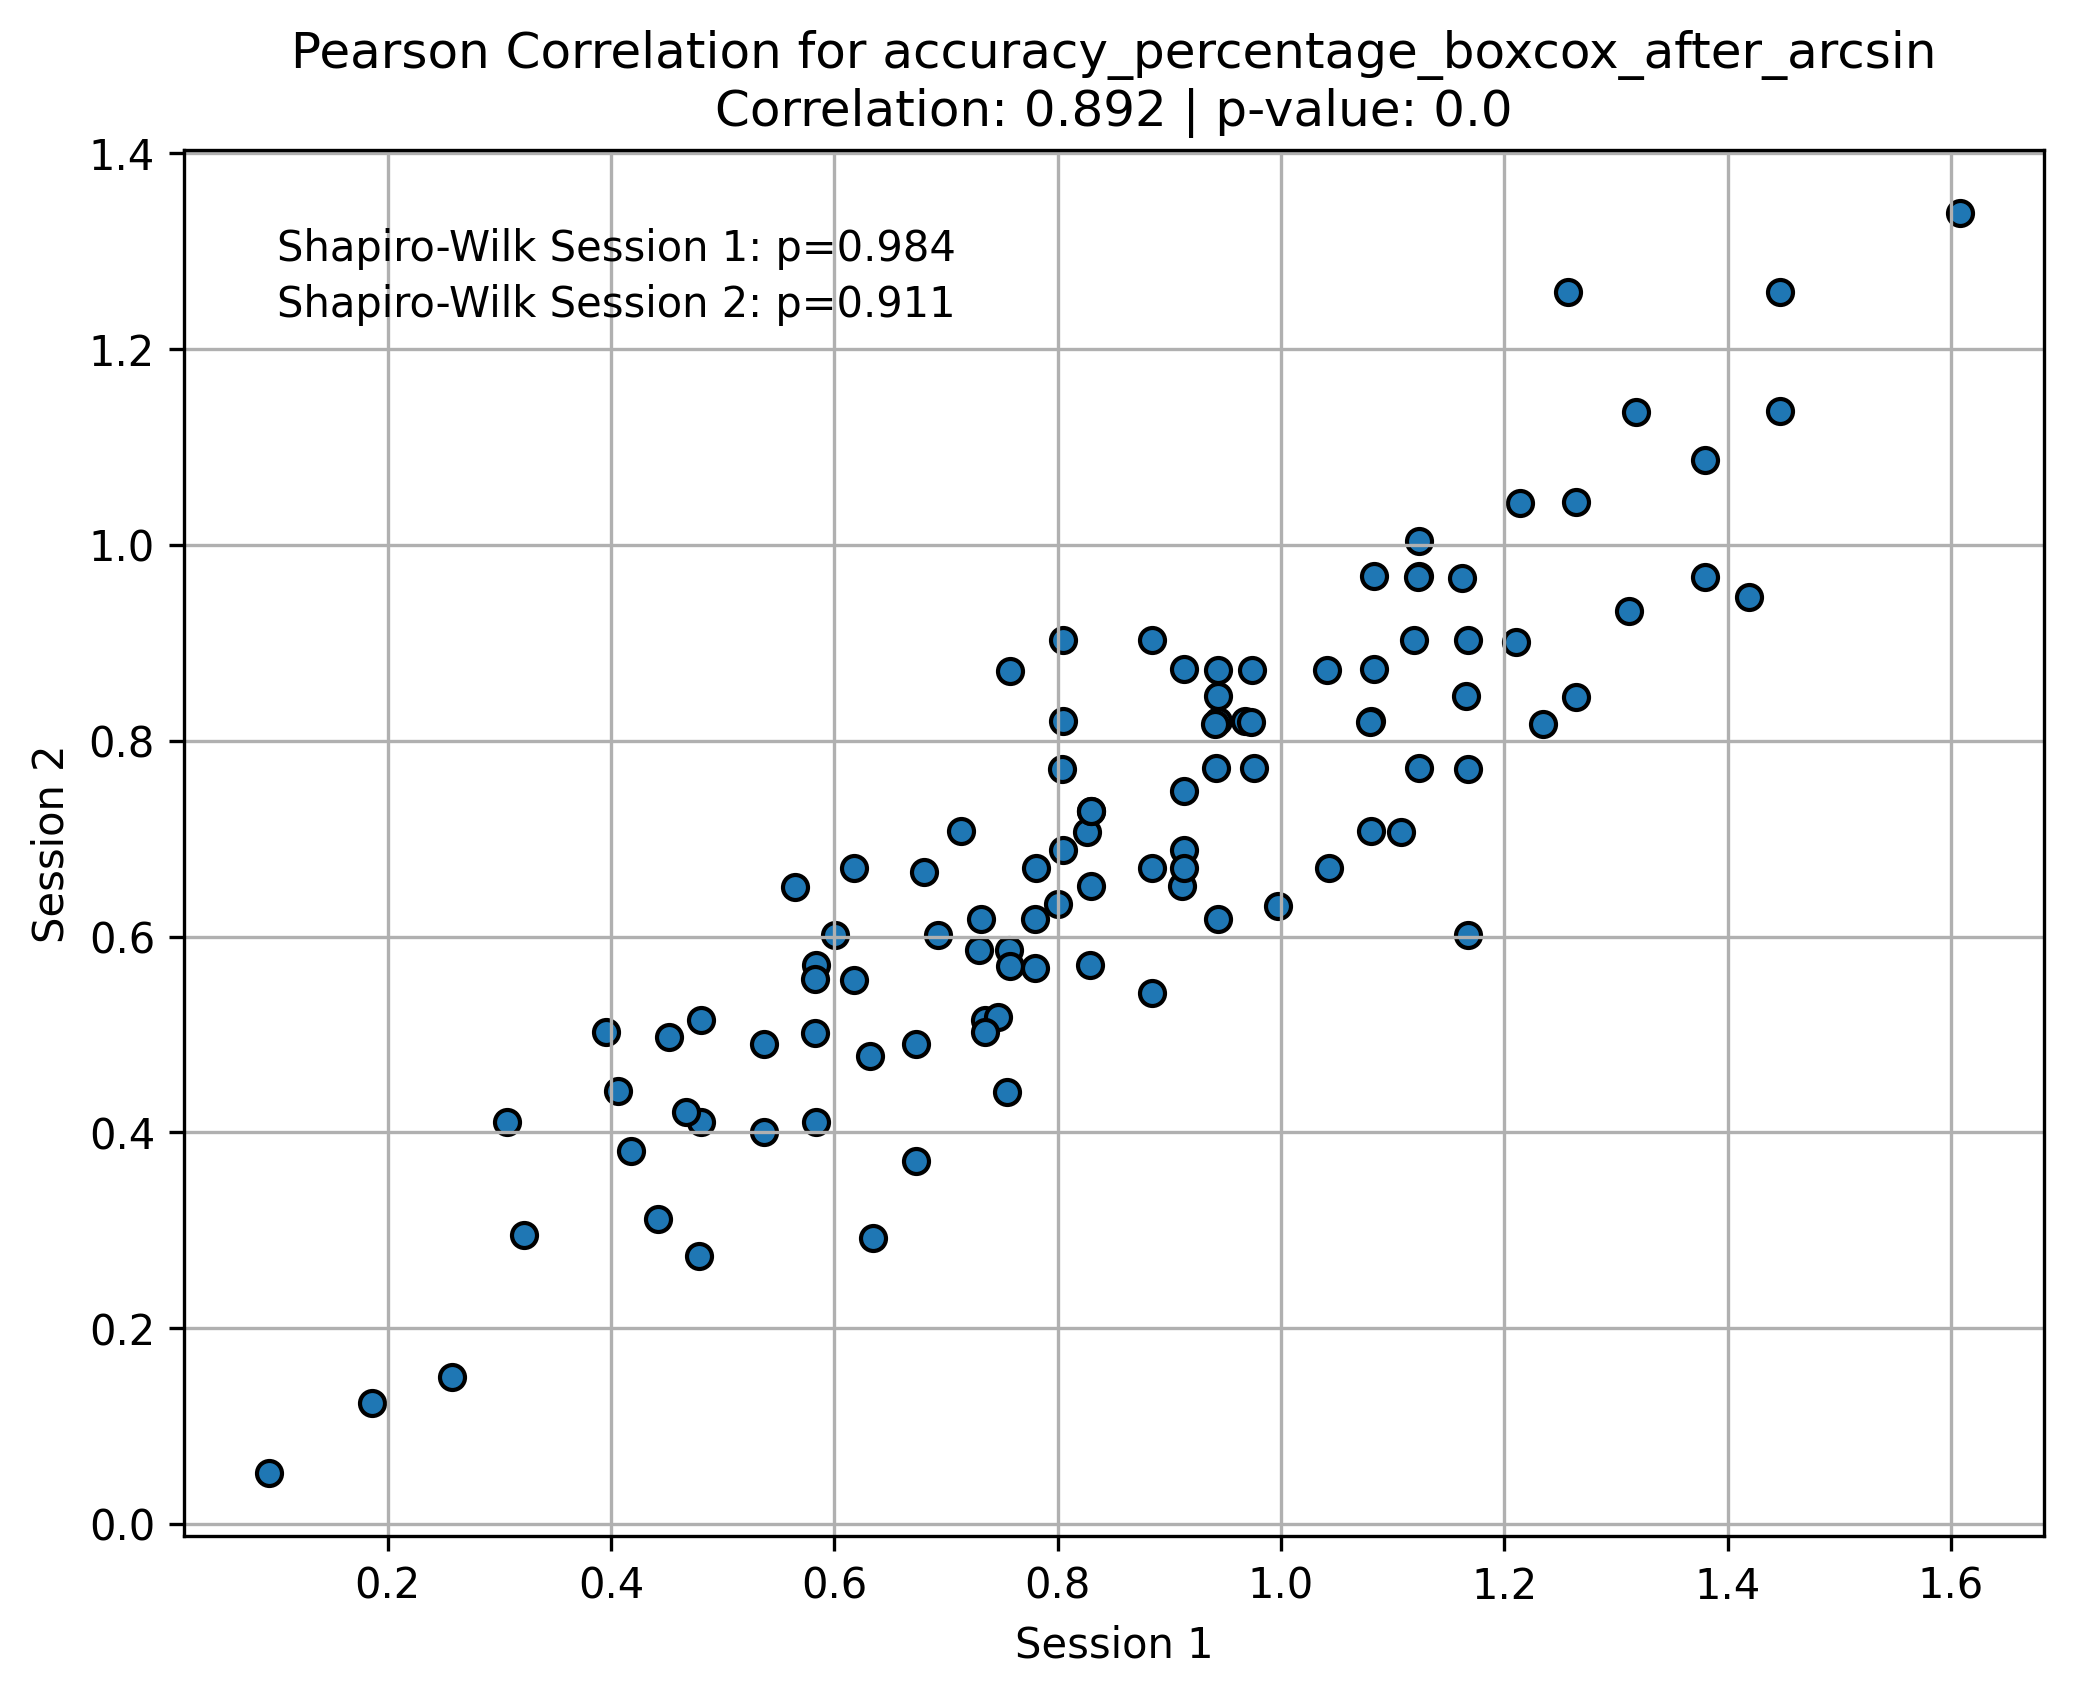 Pearson Correlation for accuracy_percentage_boxcox_after_arcsin
Correlation: 0.892 | p-value: 0.0
Shapiro-Wilk Session 1: p=0.984
Shapiro-Wilk Session 2: p=0.911
1.4
1.2
1.0
0.8
0.6
0.4
0.2
0.0
Session 2
0.2 0.4 0.6 0.8 1.0 1.2 1.4 1.6
Session 1